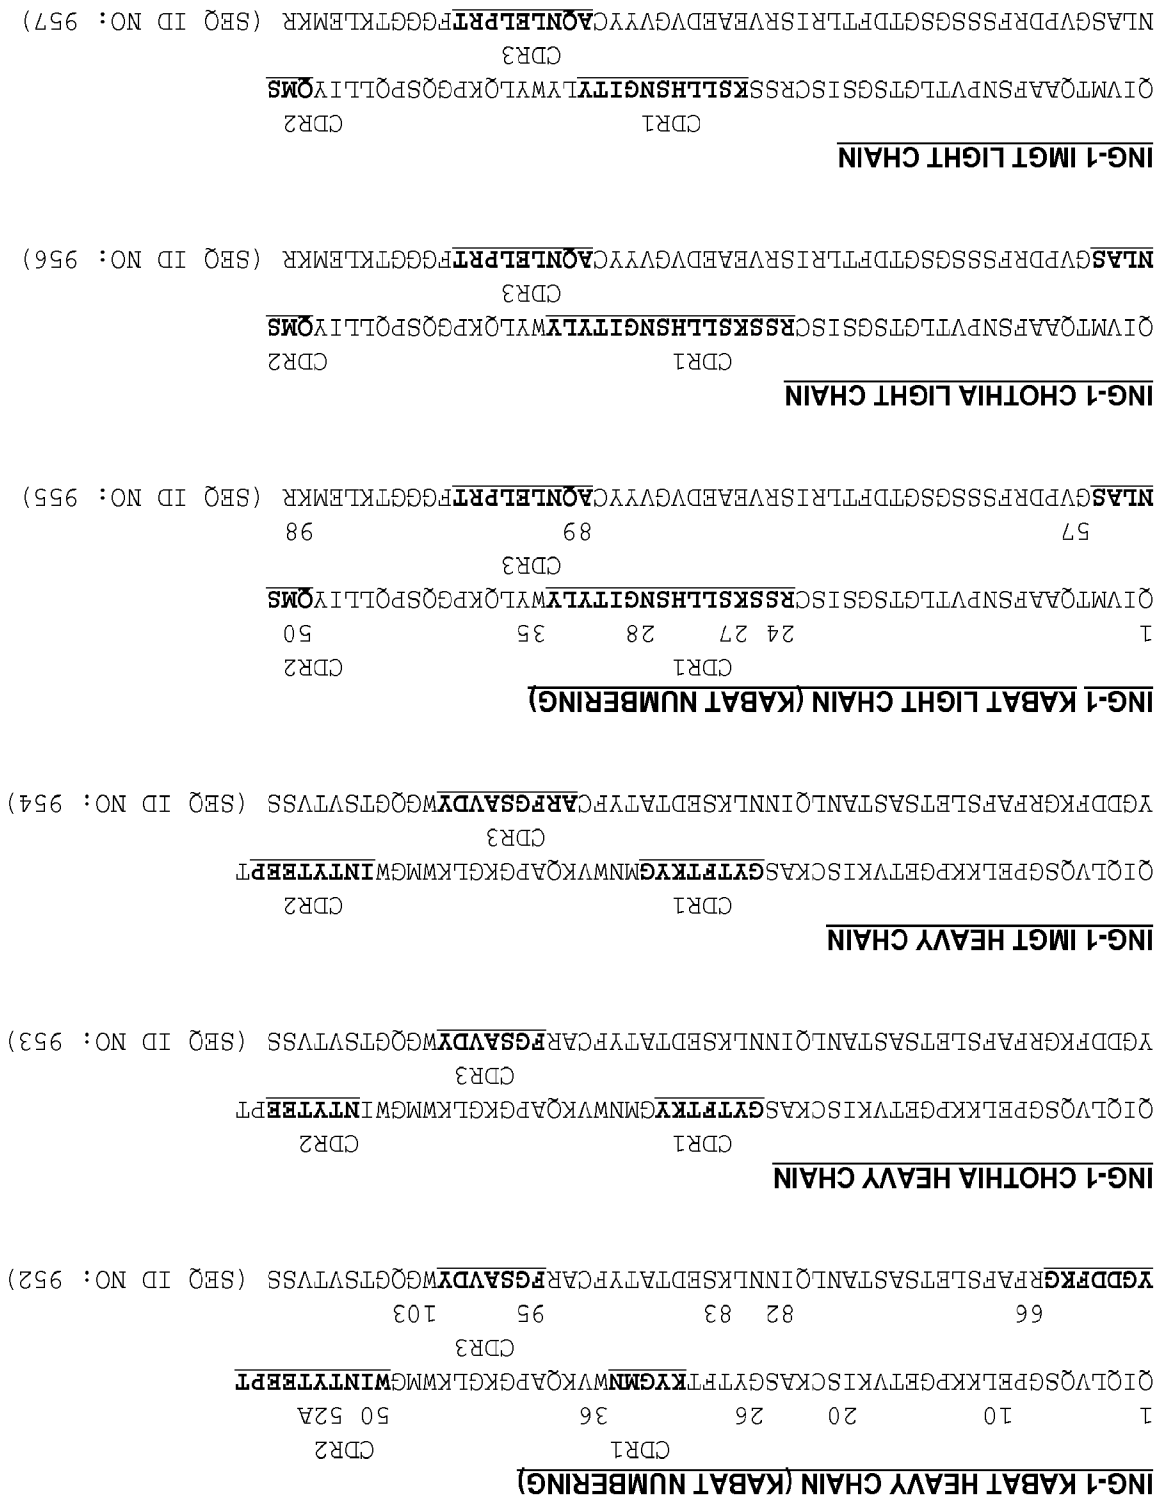 ING-1 KABAT HEAVY CHAIN (KABAT NUMBERING)
CDR1 CDR2
1 10 20 26 36 50 52A
QIQLVQSGPELKKPGETVKISCKASGYTFTKYGMNWVKQAPGKGLKWMGWINTYTEEPT
CDR3
66 82 83 95 103
YGDDFKGRFAFSLETSASTANLQINNLKSEDTATYFCARFGSAVDYWGQGTSVTVSS (SEQ ID NO: 952)
ING-1 CHOTHIA HEAVY CHAIN
CDR1 CDR2
QIQLVQSGPELKKPGETVKISCKASGYTFTKYGMNWVKQAPGKGLKWMGWINTYTEEPT
CDR3
YGDDFKGRFAFSLETSASTANLQINNLKSEDTATYFCARFGSAVDYWGQGTSVTVSS (SEQ ID NO: 953)
ING-1 IMGT HEAVY CHAIN
CDR1 CDR2
QIQLVQSGPELKKPGETVKISCKASGYTFTKYGMNWVKQAPGKGLKWMGWINTYTEEPT
CDR3
YGDDFKGRFAFSLETSASTANLQINNLKSEDTATYFCARFGSAVDYWGQGTSVTVSS (SEQ ID NO: 954)
ING-1 KABAT LIGHT CHAIN (KABAT NUMBERING)
CDR1 CDR2
1 24 27 28 35 50
QIVMTQAAFSNPVTLGTSGSISCRSSKSLLHSNGITYLYWYLQKPGQSPQLLIYQMS
CDR3
57 89 98
NLASGVPDRFSSSGSGTDFTLRISRVEAEDVGVYYCAQNLELPRTFGGGTKLEMKR (SEQ ID NO: 955)
ING-1 CHOTHIA LIGHT CHAIN
CDR1 CDR2
QIVMTQAAFSNPVTLGTSGSISCRSSKSLLHSNGITYLYWYLQKPGQSPQLLIYQMS
CDR3
NLASGVPDRFSSSGSGTDFTLRISRVEAEDVGVYYCAQNLELPRTFGGGTKLEMKR (SEQ ID NO: 956)
ING-1 IMGT LIGHT CHAIN
CDR1 CDR2
QIVMTQAAFSNPVTLGTSGSISCRSSKSLLHSNGITYLYWYLQKPGQSPQLLIYQMS
CDR3
NLASGVPDRFSSSGSGTDFTLRISRVEAEDVGVYYCAQNLELPRTFGGGTKLEMKR (SEQ ID NO: 957)